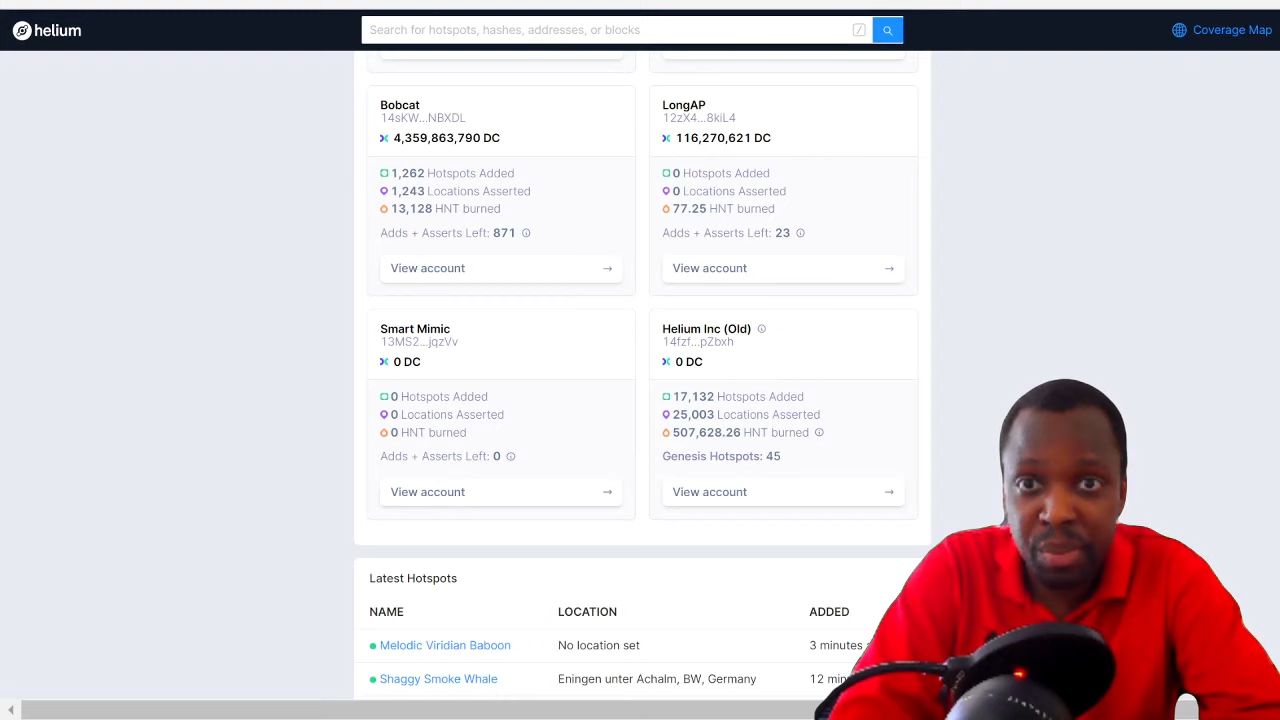 helium
Search for hotspots, hashes, addresses, or blocks
/
Coverage Map
Bobcat
14sKW...NBXDL
4,359,863,790 DC
1,262 Hotspots Added
1,243 Locations Asserted
13,128 HNT burned
Adds + Asserts Left: 871
View account →
LongAP
12zX4...8kiL4
116,270,621 DC
0 Hotspots Added
0 Locations Asserted
77.25 HNT burned
Adds + Asserts Left: 23
View account →
Smart Mimic
13MS2...jqzVv
0 DC
0 Hotspots Added
0 Locations Asserted
0 HNT burned
Adds + Asserts Left: 0
View account →
Helium Inc (Old)
14fzf...pZbxh
0 DC
17,132 Hotspots Added
25,003 Locations Asserted
507,628.26 HNT burned
Genesis Hotspots: 45
View account →
Latest Hotspots
NAME LOCATION ADDED
Melodic Viridian Baboon No location set 3 minutes
Shaggy Smoke Whale Eningen unter Achalm, BW, Germany 12